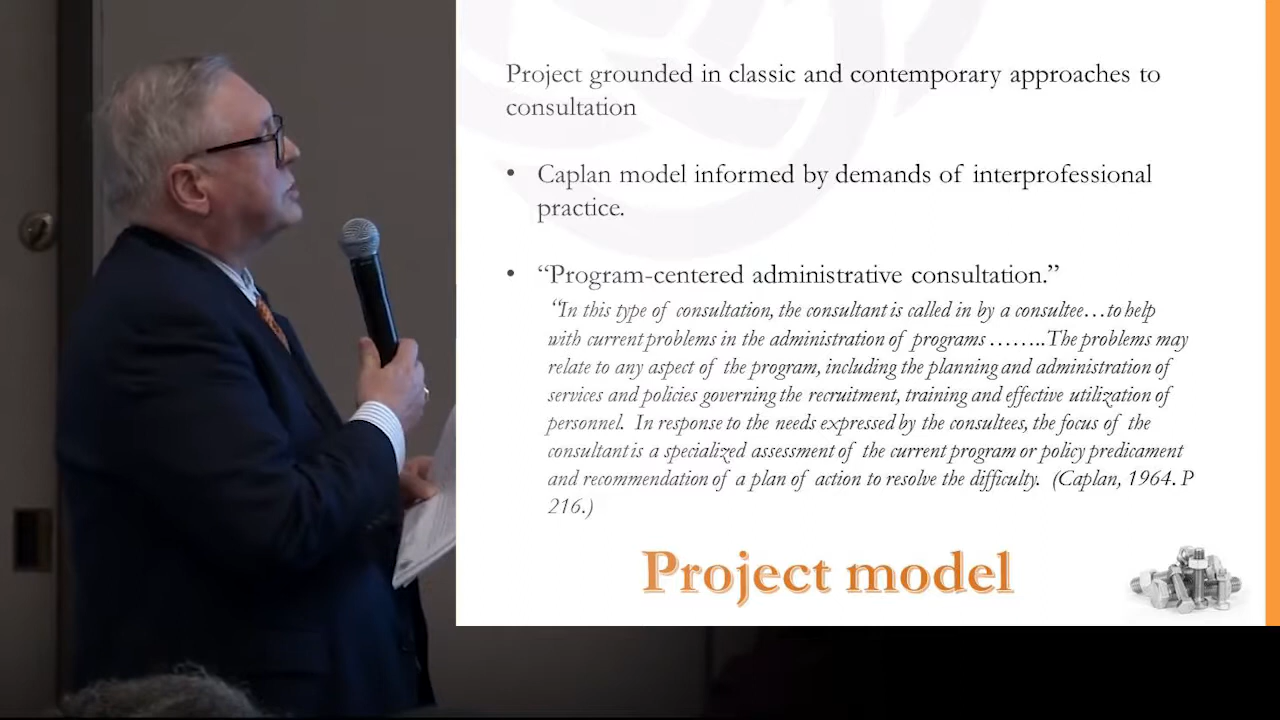 Project grounded in classic and contemporary approaches to
consultation
• Caplan model informed by demands of interprofessional
practice.
• “Program-centered administrative consultation.”
“In this type of consultation, the consultant is called in by a consultee…to help
with current problems in the administration of programs ……..The problems may
relate to any aspect of the program, including the planning and administration of
services and policies governing the recruitment, training and effective utilization of
personnel. In response to the needs expressed by the consultees, the focus of the
consultant is a specialized assessment of the current program or policy predicament
and recommendation of a plan of action to resolve the difficulty. (Caplan, 1964. P
216.)
Project model